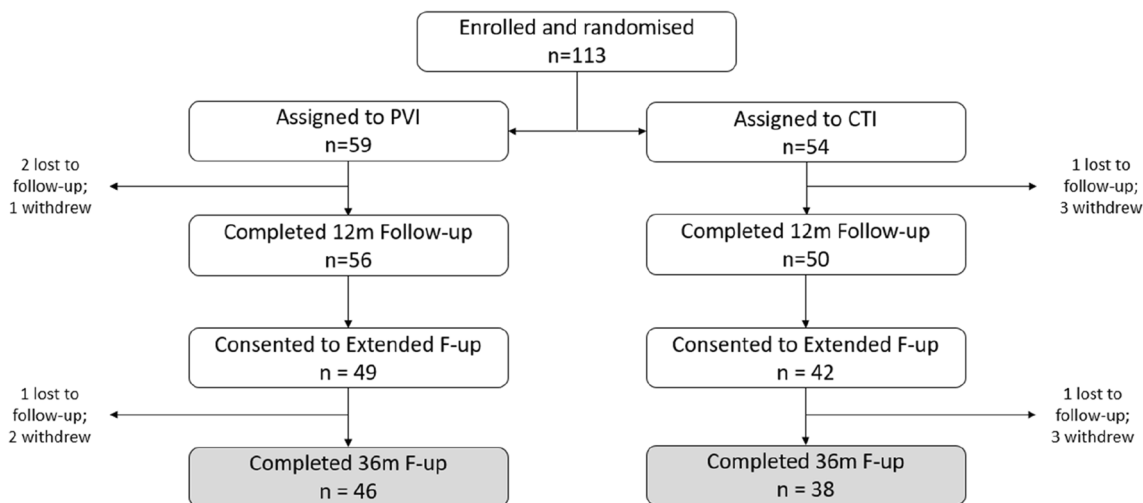 Enrolled and randomised
n=113
Assigned to PVI
n=59
Assigned to CTI
n=54
2 lost to
follow-up;
1 withdrew
1 lost to
follow-up;
3 withdrew
Completed 12m Follow-up
n=56
Completed 12m Follow-up
n=50
Consented to Extended F-up
n = 49
Consented to Extended F-up
n = 42
1 lost to
follow-up;
2 withdrew
1 lost to
follow-up;
3 withdrew
Completed 36m F-up
n = 46
Completed 36m F-up
n = 38